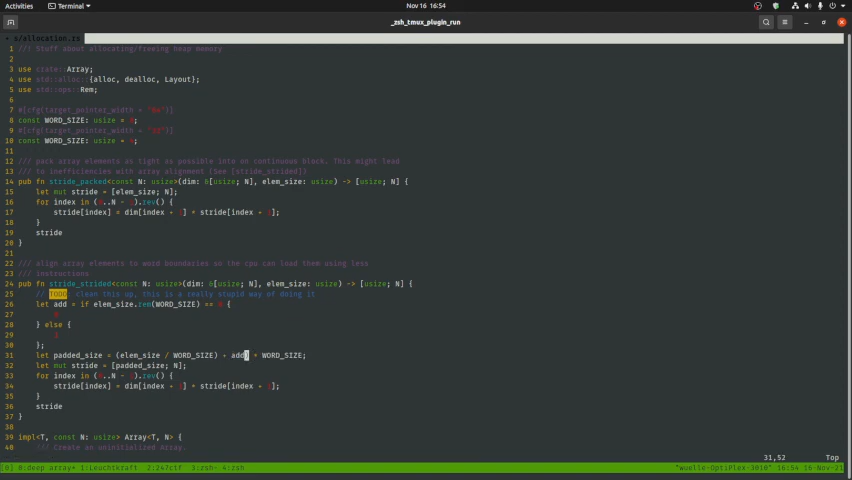 Activities Terminal Nov 16 16:54
_zsh_tmux_plugin_run
s/allocation.rs
1 //! Stuff about allocating/freeing heap memory
2
3 use crate::Array;
4 use std::alloc::{alloc, dealloc, Layout};
5 use std::ops::Rem;
6
7 #[cfg(target_pointer_width = "64")]
8 const WORD_SIZE: usize = ;
9 #[cfg(target_pointer_width = "32")]
10 const WORD_SIZE: usize = ;
11
12 /// pack array elements as tight as possible into on continuous block. This might lead
13 /// to inefficiencies with array alignment (See [stride_strided])
14 pub fn stride_packed<const N: usize>(dim: &[usize; N], elem_size: usize) -> [usize; N] {
15 let mut stride = [elem_size; N];
16 for index in (0..N - 1).rev() {
17 stride[index] = dim[index + 1] * stride[index + 1];
18 }
19 stride
20 }
21
22 /// align array elements to word boundaries so the cpu can load them using less
23 /// instructions
24 pub fn stride_strided<const N: usize>(dim: &[usize; N], elem_size: usize) -> [usize; N] {
25 // TODO clean this up, this is a really stupid way of doing it
26 let add = if elem_size.rem(WORD_SIZE) == 0 {
27 0
28 } else {
29 1
30 };
31 let padded_size = (elem_size / WORD_SIZE) + add) * WORD_SIZE;
32 let mut stride = [padded_size; N];
33 for index in (0..N - 1).rev() {
34 stride[index] = dim[index + 1] * stride[index + 1];
35 }
36 stride
37 }
38
39 impl<T, const N: usize> Array<T, N> {
40 /// Create an uninitialized Array.
31,52 Top
[0] 0:deep array* 1:Leuchtkraft 2:247/ctf 3:zsh- 4:zsh "wuelle-OptiPlex-3010" 16:54 16-Nov-21